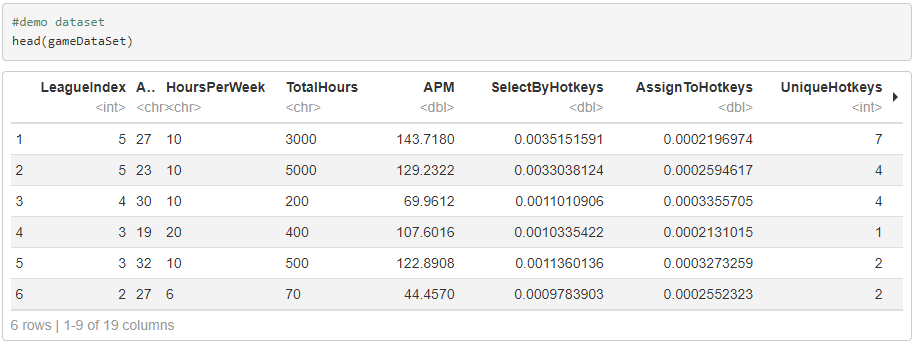 #demo dataset
head(gameDataSet)
LeagueIndex A.. HoursPerWeek TotalHours APM SelectByHotkeys AssignToHotkeys UniqueHotkeys
<int> <chr> <chr> <chr> <dbl> <dbl> <dbl> <int>
1 5 27 10 3000 143.7180 0.0035151591 0.0002196974 7
2 5 23 10 5000 129.2322 0.0033038124 0.0002594617 4
3 4 30 10 200 69.9612 0.0011010906 0.0003355705 4
4 3 19 20 400 107.6016 0.0010335422 0.0002131015 1
5 3 32 10 500 122.8908 0.0011360136 0.0003273259 2
6 2 27 6 70 44.4570 0.0009783903 0.0002552323 2
6 rows | 1-9 of 19 columns